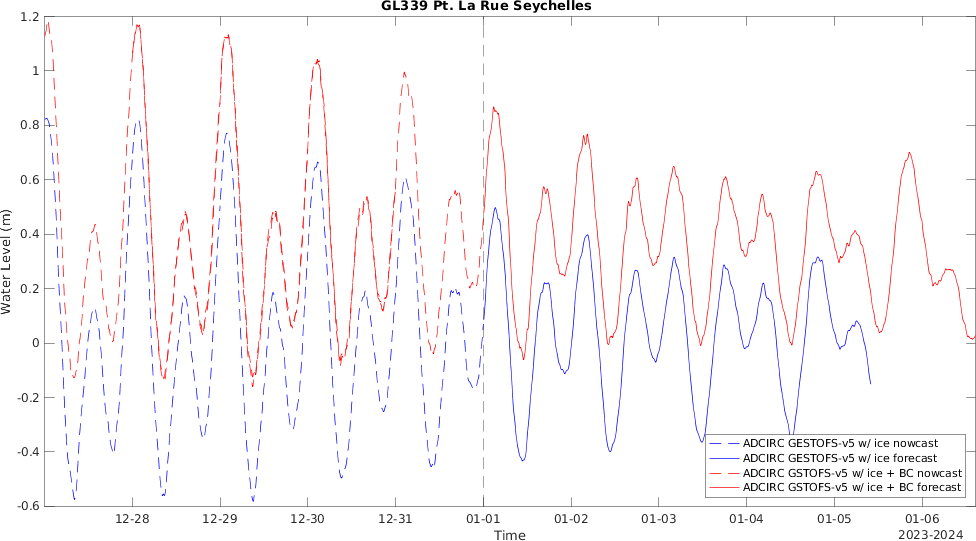 GL339 Pt. La Rue Seychelles
Water Level (m)
1.2
1
0.8
0.6
0.4
0.2
0
-0.2
-0.4
-0.6
ADCIRC GESTOFS-v5 w/ ice nowcast
ADCIRC GESTOFS-v5 w/ ice forecast
ADCIRC GSTOFS-v5 w/ ice + BC nowcast
ADCIRC GSTOFS-v5 w/ ice + BC forecast
12-28 12-29 12-30 12-31 01-01 01-02 01-03 01-04 01-05 01-06
Time
2023-2024